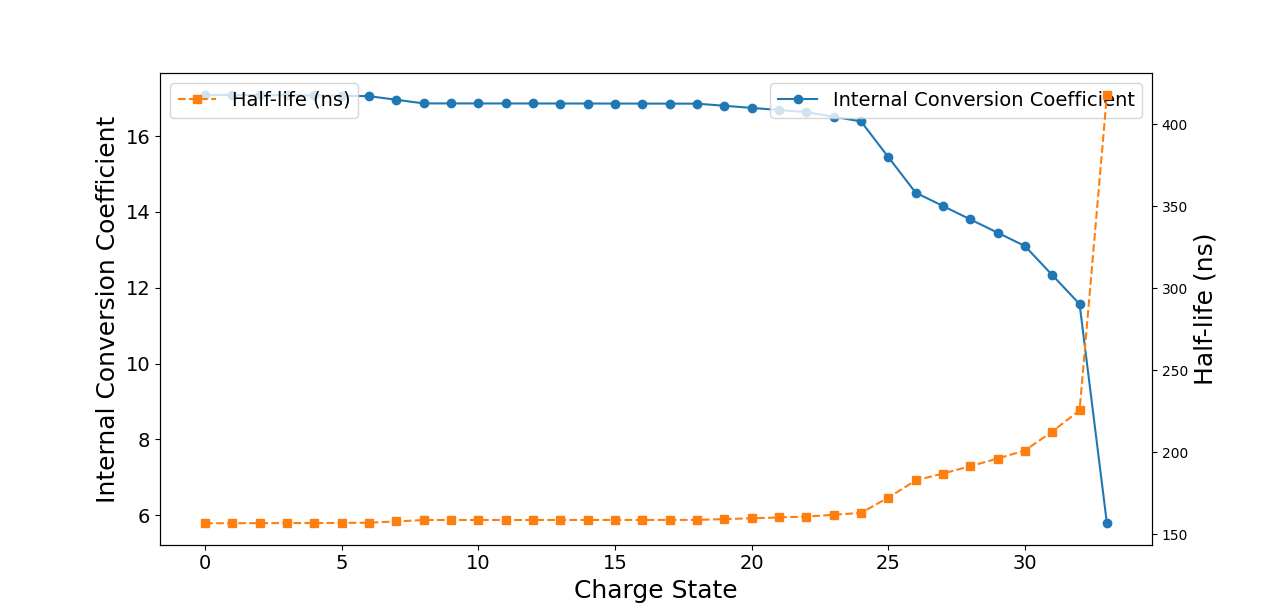 Half-life (ns)
Internal Conversion Coefficient
Internal Conversion Coefficient
16
14
12
10
8
6
400
350
300
250
200
150
Half-life (ns)
0 5 10 15 20 25 30
Charge State